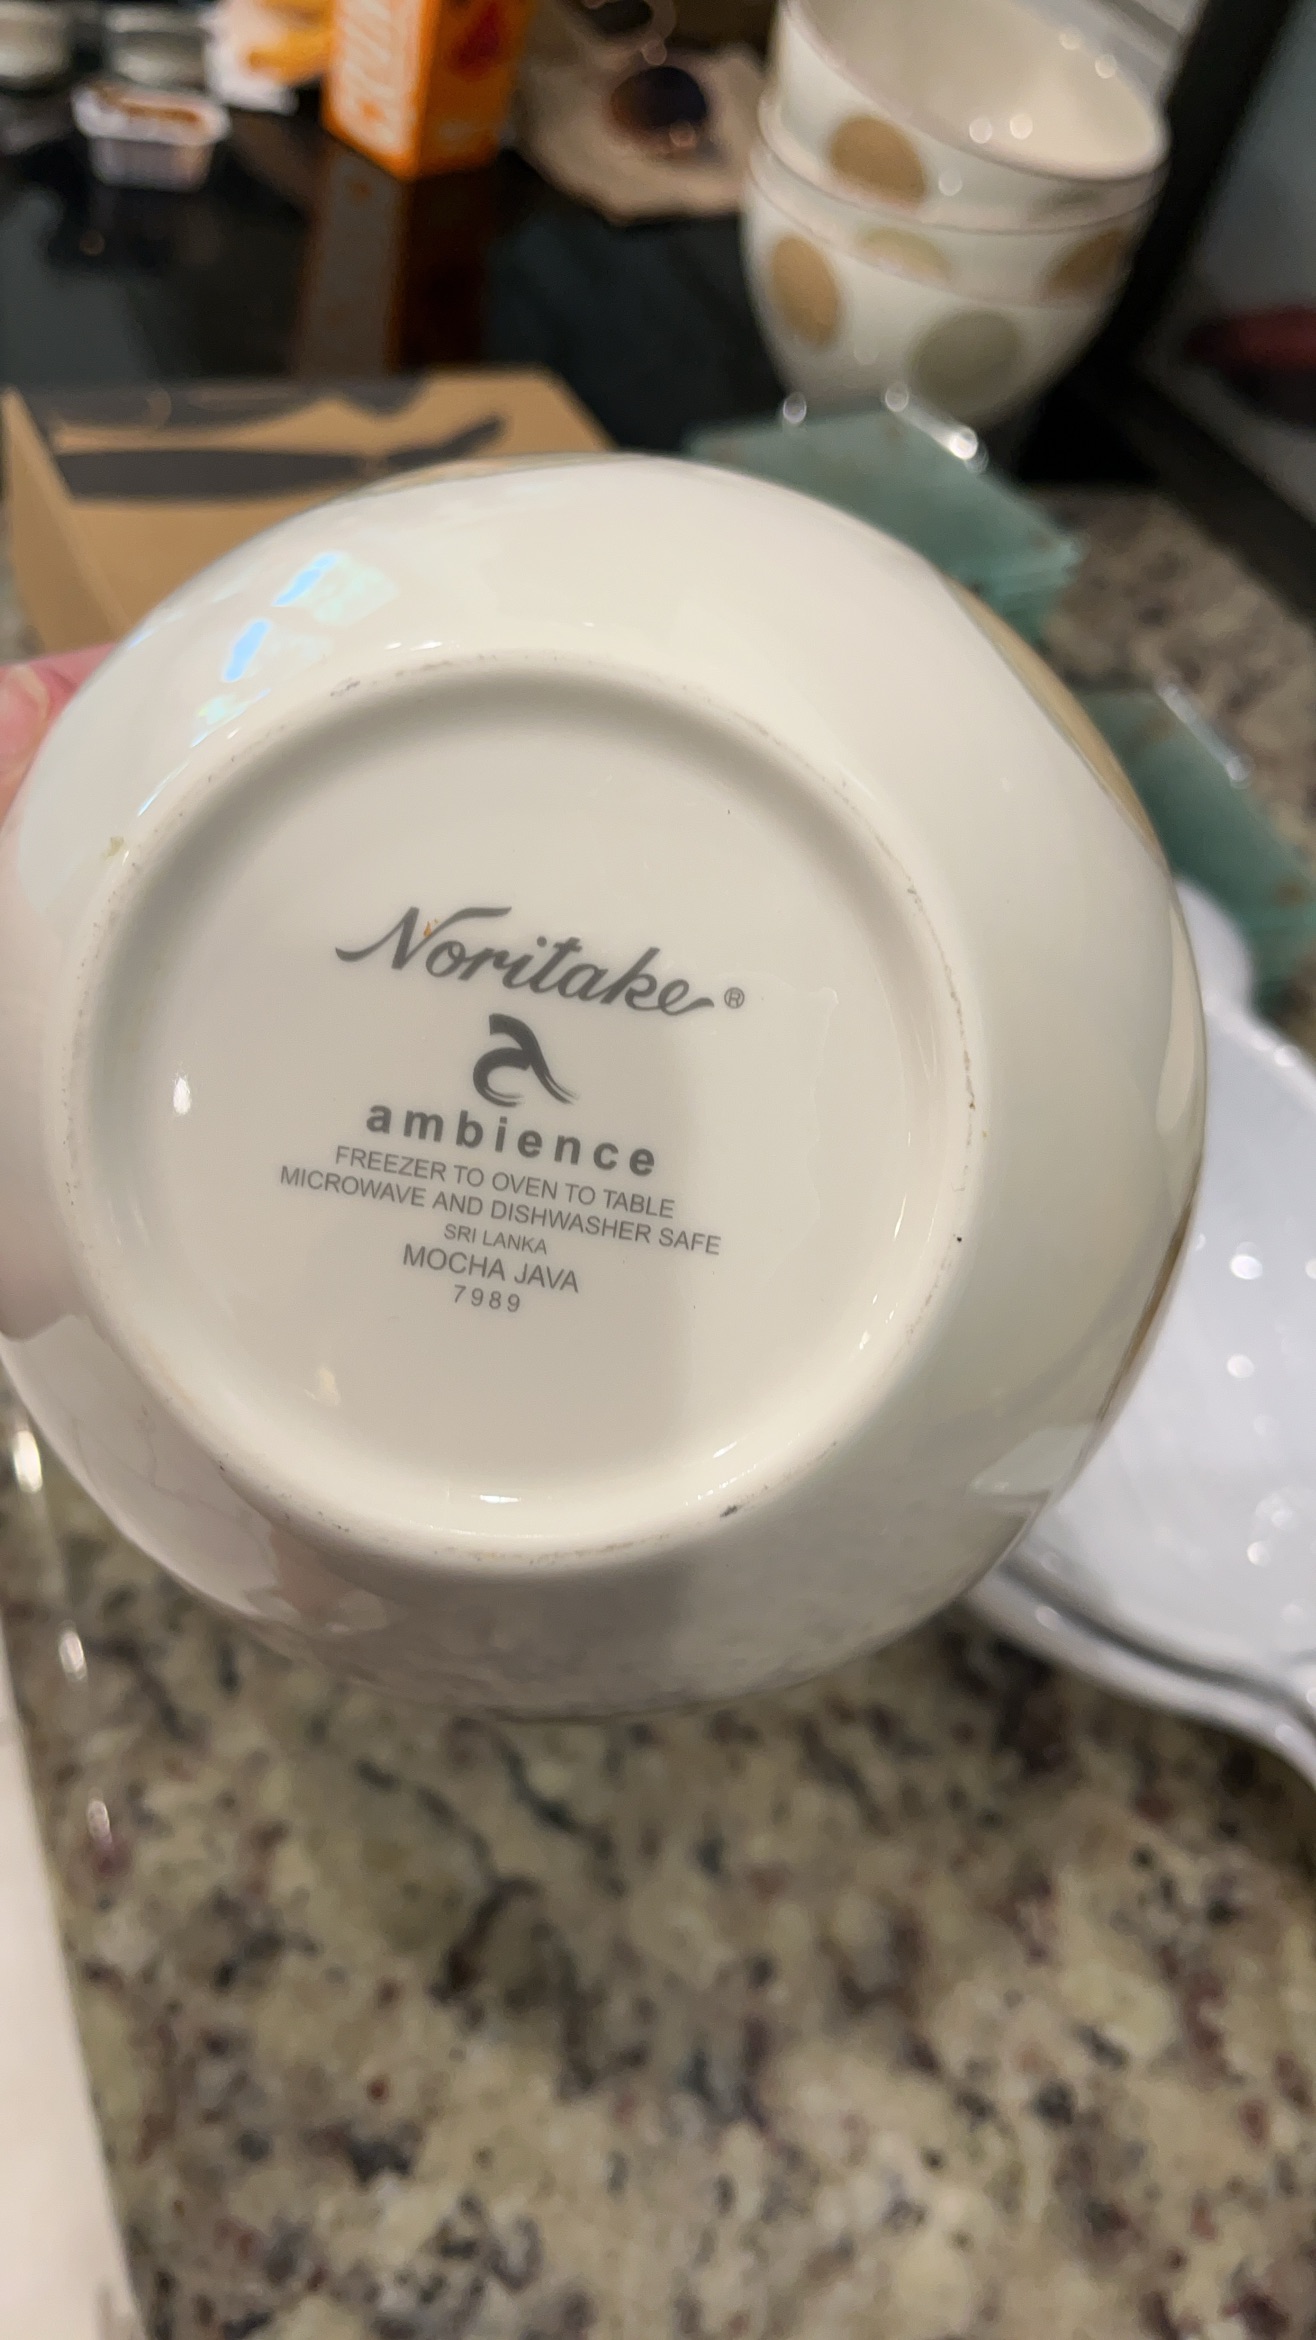 Noritake®
ambience
FREEZER TO OVEN TO TABLE
MICROWAVE AND DISHWASHER SAFE
SRI LANKA
MOCHA JAVA
7989